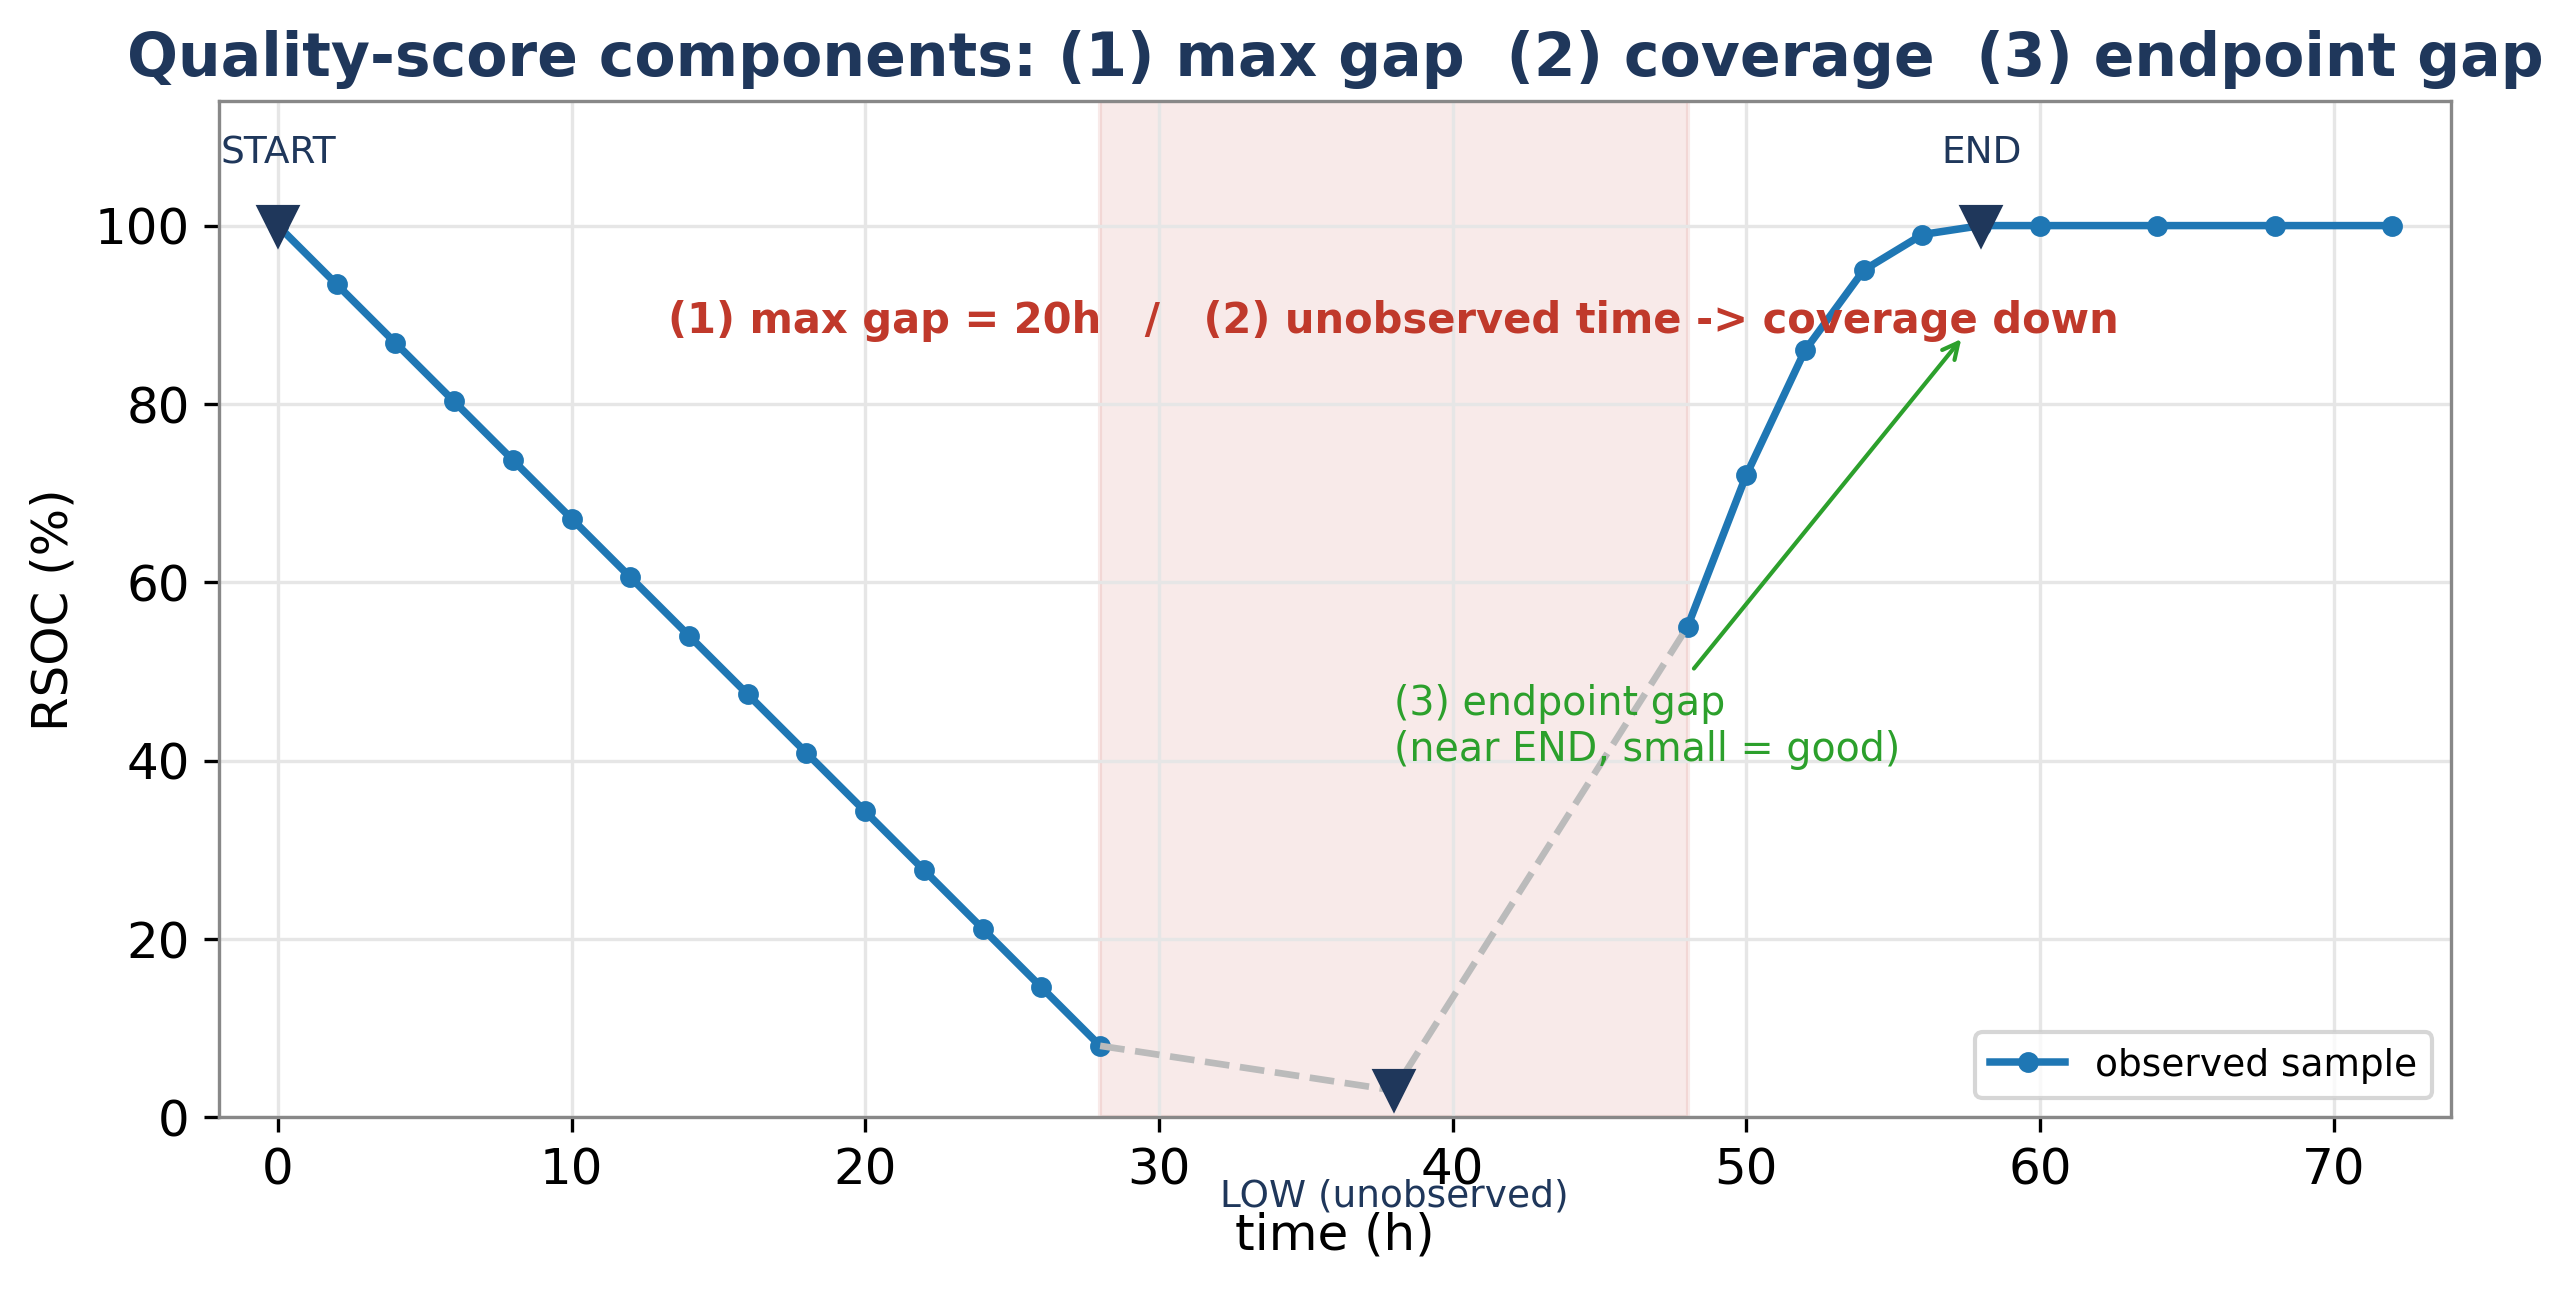 Quality-score components: (1) max gap (2) coverage (3) endpoint gap
START
END
100
(1) max gap = 20h / (2) unobserved time -> coverage down
80
RSOC (%)
60
(3) endpoint gap
(near END, small = good)
40
20
observed sample
0
0 10 20 30 40 50 60 70
LOW (unobserved)
time (h)